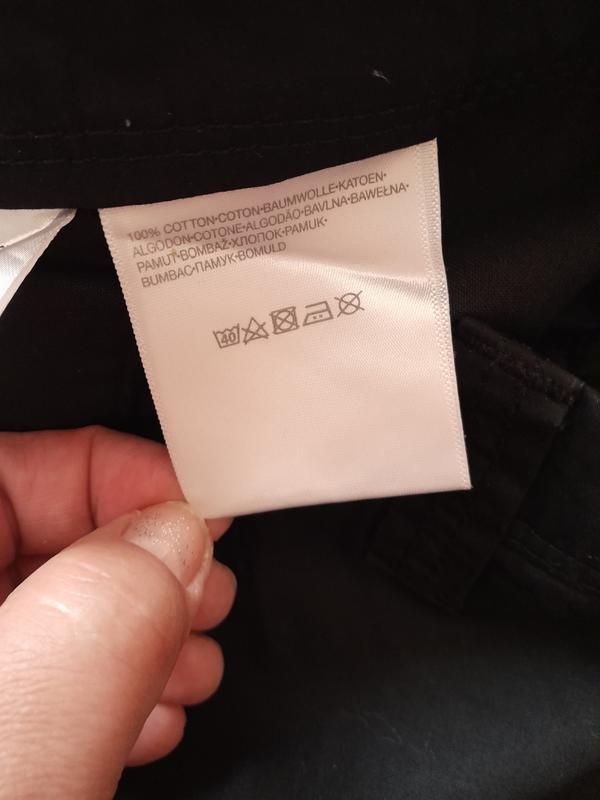 100% COTTON•COTON•BAUMWOLLE•KATOEN•
ALGODON•COTONE•ALGODÃO•BAVLNA•BAWEŁNA•
PAMUT•BOMBAŽ•ХЛОПОК•PAMUK•
BUMBAC•ПАМУК•BOMULD
40